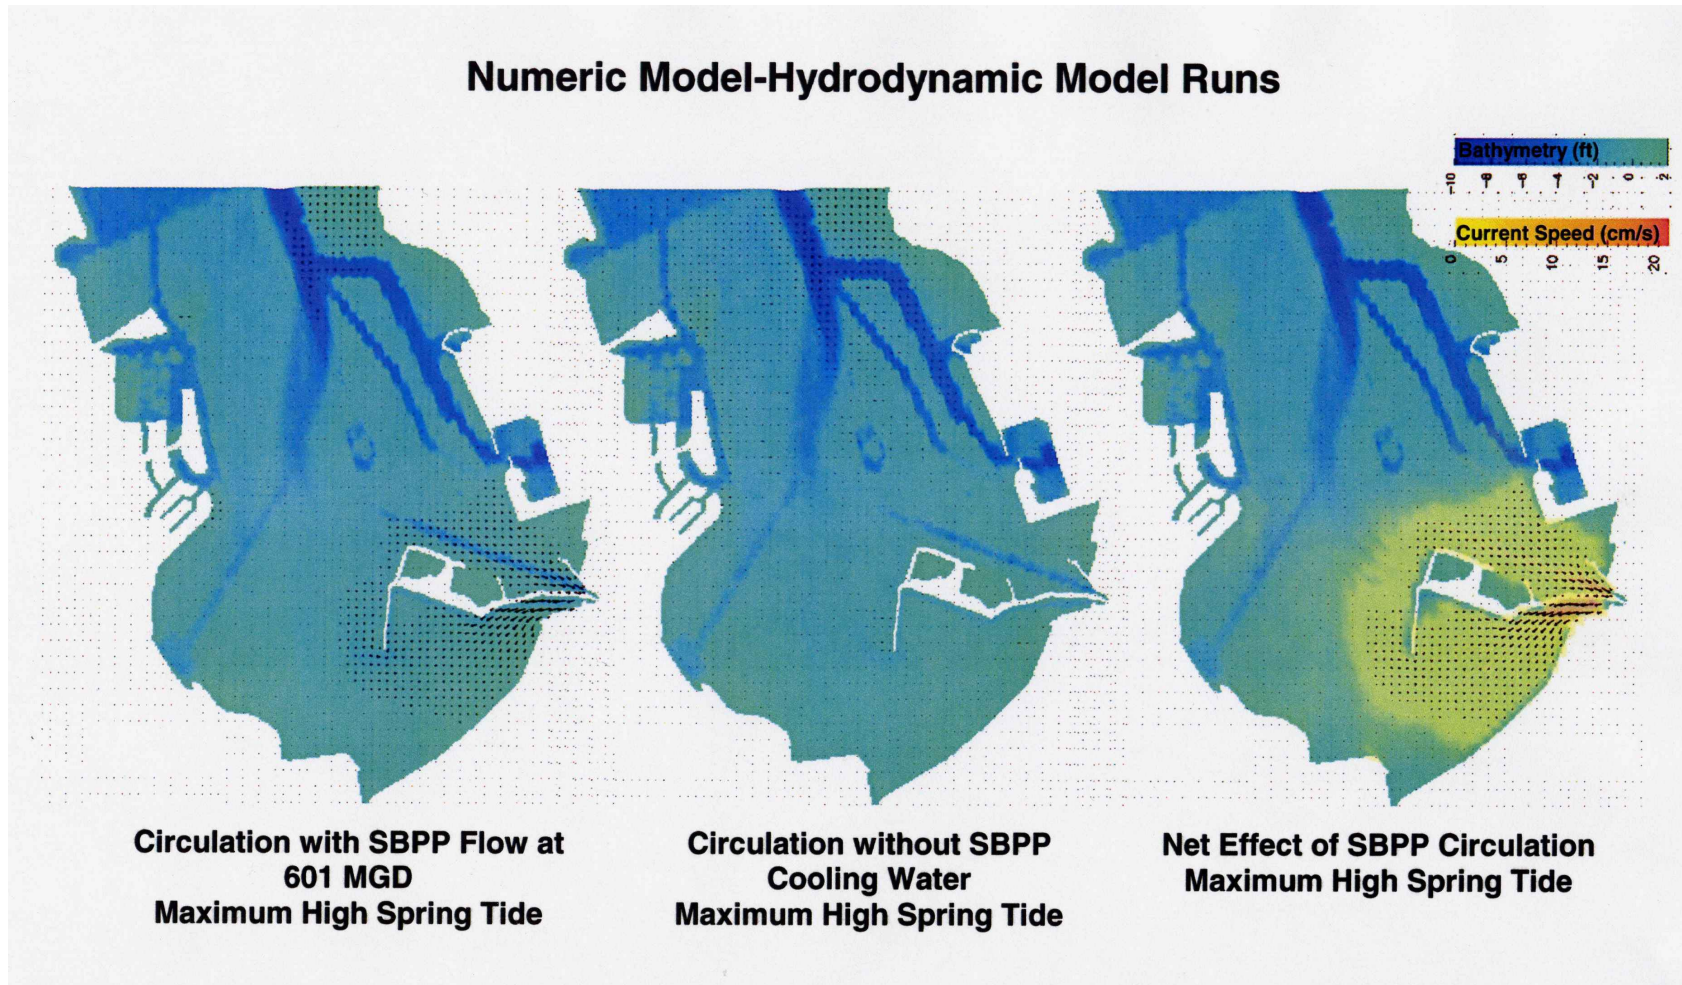 Numeric Model-Hydrodynamic Model Runs
Bathymetry (ft)
-10 -8 -6 -4 -2 0 2
Current Speed (cm/s)
0 5 10 15 20
Circulation with SBPP Flow at
601 MGD
Maximum High Spring Tide
Circulation without SBPP
Cooling Water
Maximum High Spring Tide
Net Effect of SBPP Circulation
Maximum High Spring Tide